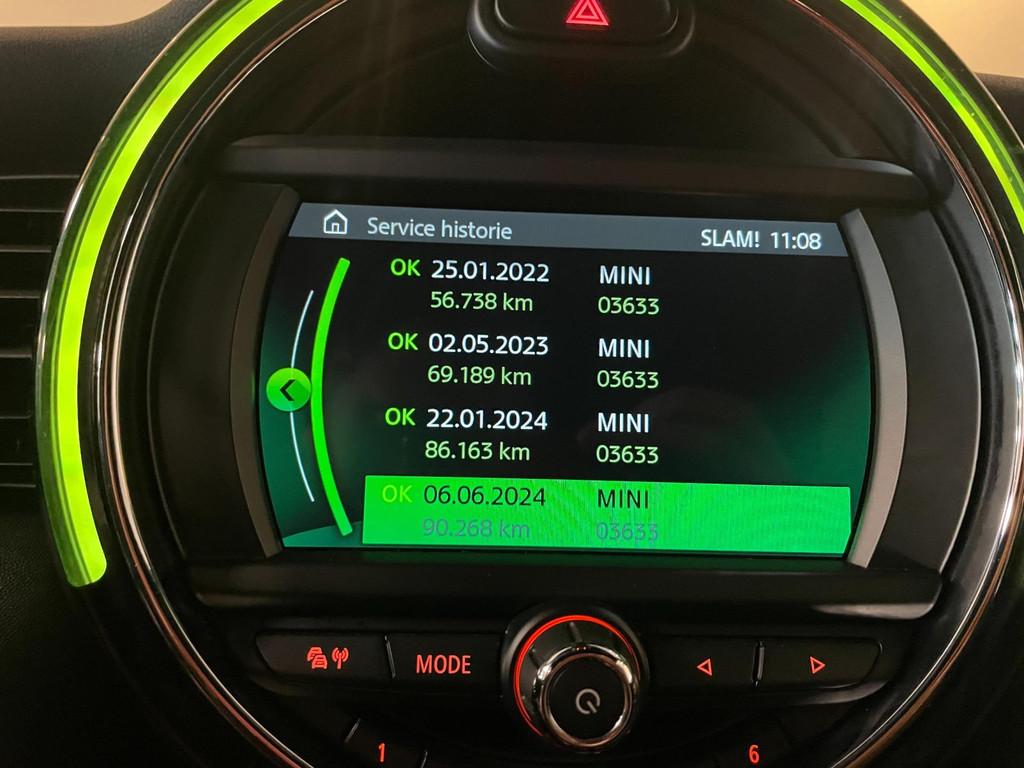 Service historie
SLAM! 11:08
OK 25.01.2022 MINI
56.738 km 03633
OK 02.05.2023 MINI
69.189 km 03633
OK 22.01.2024 MINI
86.163 km 03633
OK 06.06.2024 MINI
90.268 km 03633
MODE
1
6